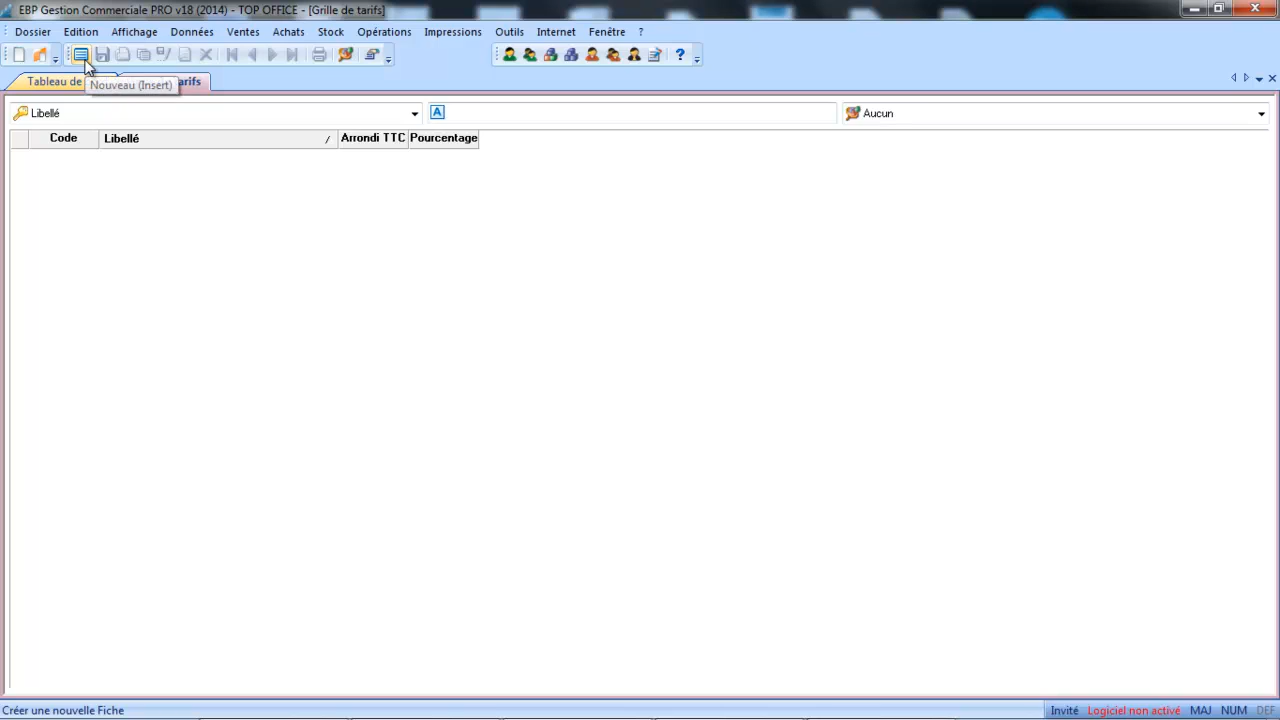 EBP Gestion Commerciale PRO v18 (2014) - TOP OFFICE - [Grille de tarifs]
Dossier Edition Affichage Données Ventes Achats Stock Opérations Impressions Outils Internet Fenêtre ?
Tableau de arifs
Nouveau (Insert)
Libellé A Aucun
Code Libellé / Arrondi TTC Pourcentage
Créer une nouvelle Fiche Invité Logiciel non activé MAJ NUM DEF